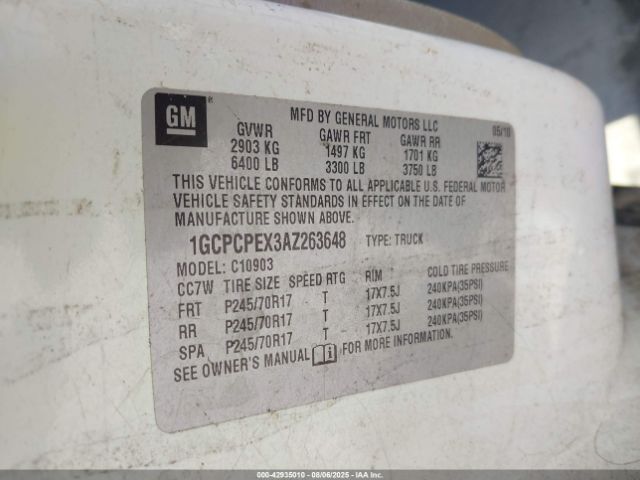 GM
MFD BY GENERAL MOTORS LLC 05/10
GVWR GAWR FRT GAWR RR
2903 KG 1497 KG 1701 KG
6400 LB 3300 LB 3750 LB
THIS VEHICLE CONFORMS TO ALL APPLICABLE U.S. FEDERAL MOTOR
VEHICLE SAFETY STANDARDS IN EFFECT ON THE DATE OF
MANUFACTURE SHOWN ABOVE.
1GCPCPEX3AZ263648 TYPE: TRUCK
MODEL: C10903
CC7W TIRE SIZE SPEED RTG RIM COLD TIRE PRESSURE
FRT P245/70R17 T 17X7.5J 240KPA(35PSI)
RR P245/70R17 T 17X7.5J 240KPA(35PSI)
SPA P245/70R17 T 17X7.5J 240KPA(35PSI)
SEE OWNER'S MANUAL FOR MORE INFORMATION.
000-42935010 - 08/06/2025 - IAAI.COM